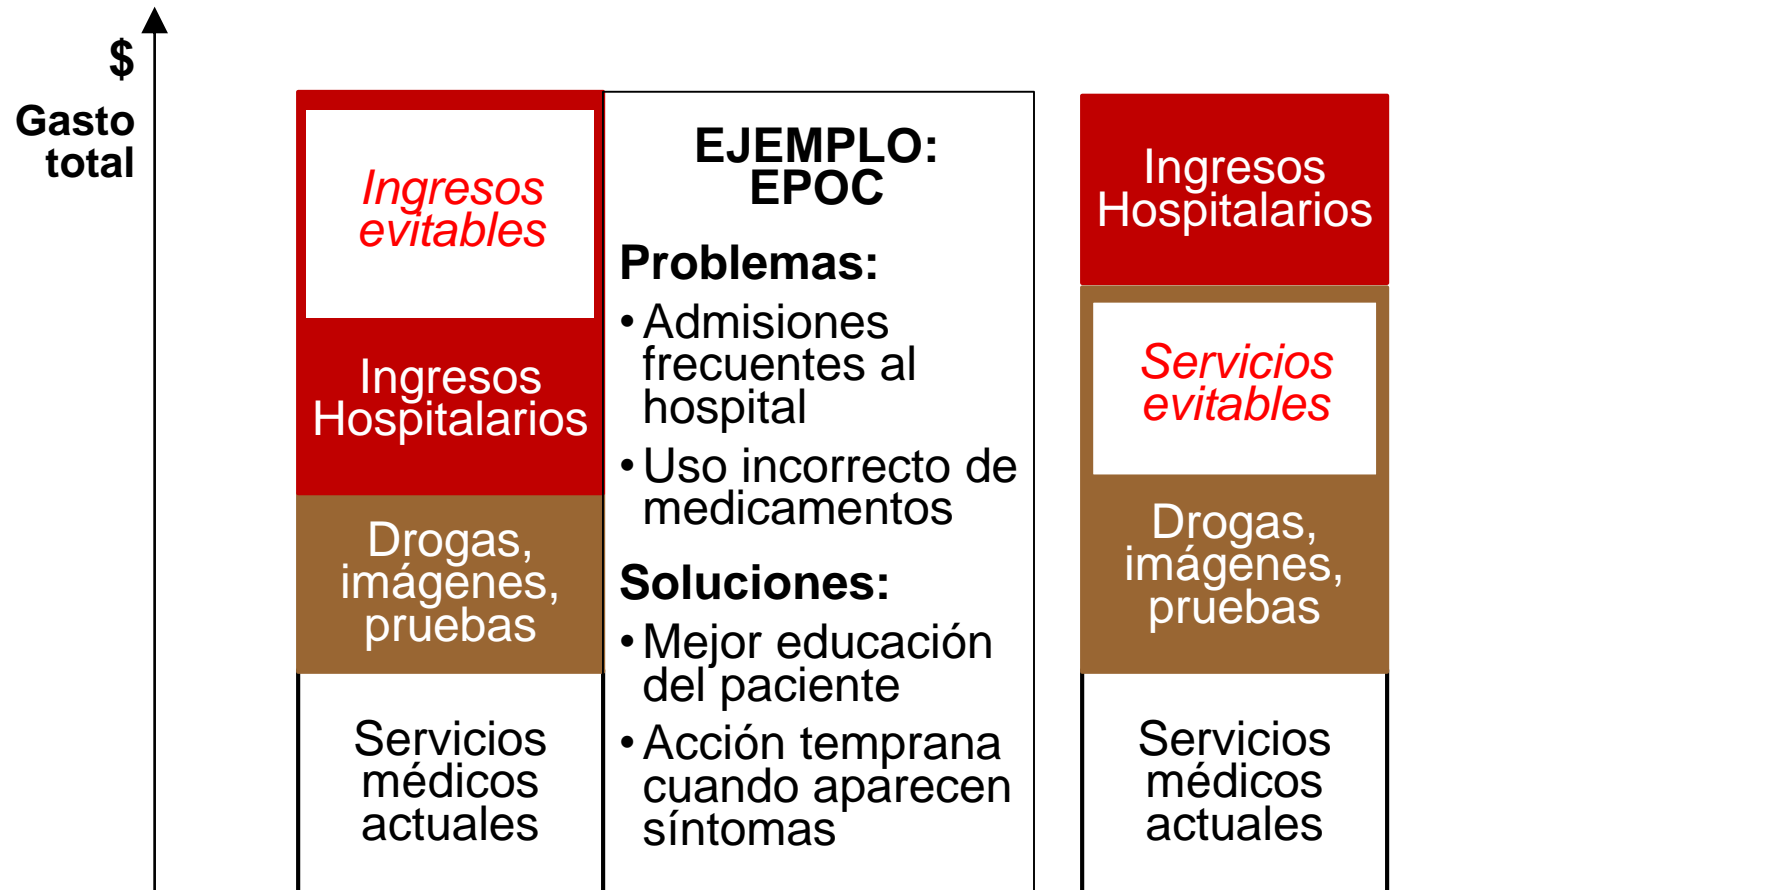 $
Gasto
total
Ingresos
evitables
Ingresos
Hospitalarios
Drogas,
imágenes,
pruebas
Servicios
médicos
actuales
EJEMPLO:
EPOC
Problemas:
•Admisiones
frecuentes al
hospital
•Uso incorrecto de
medicamentos
Soluciones:
•Mejor educación
del paciente
•Acción temprana
cuando aparecen
síntomas
Ingresos
Hospitalarios
Servicios
evitables
Drogas,
imágenes,
pruebas
Servicios
médicos
actuales